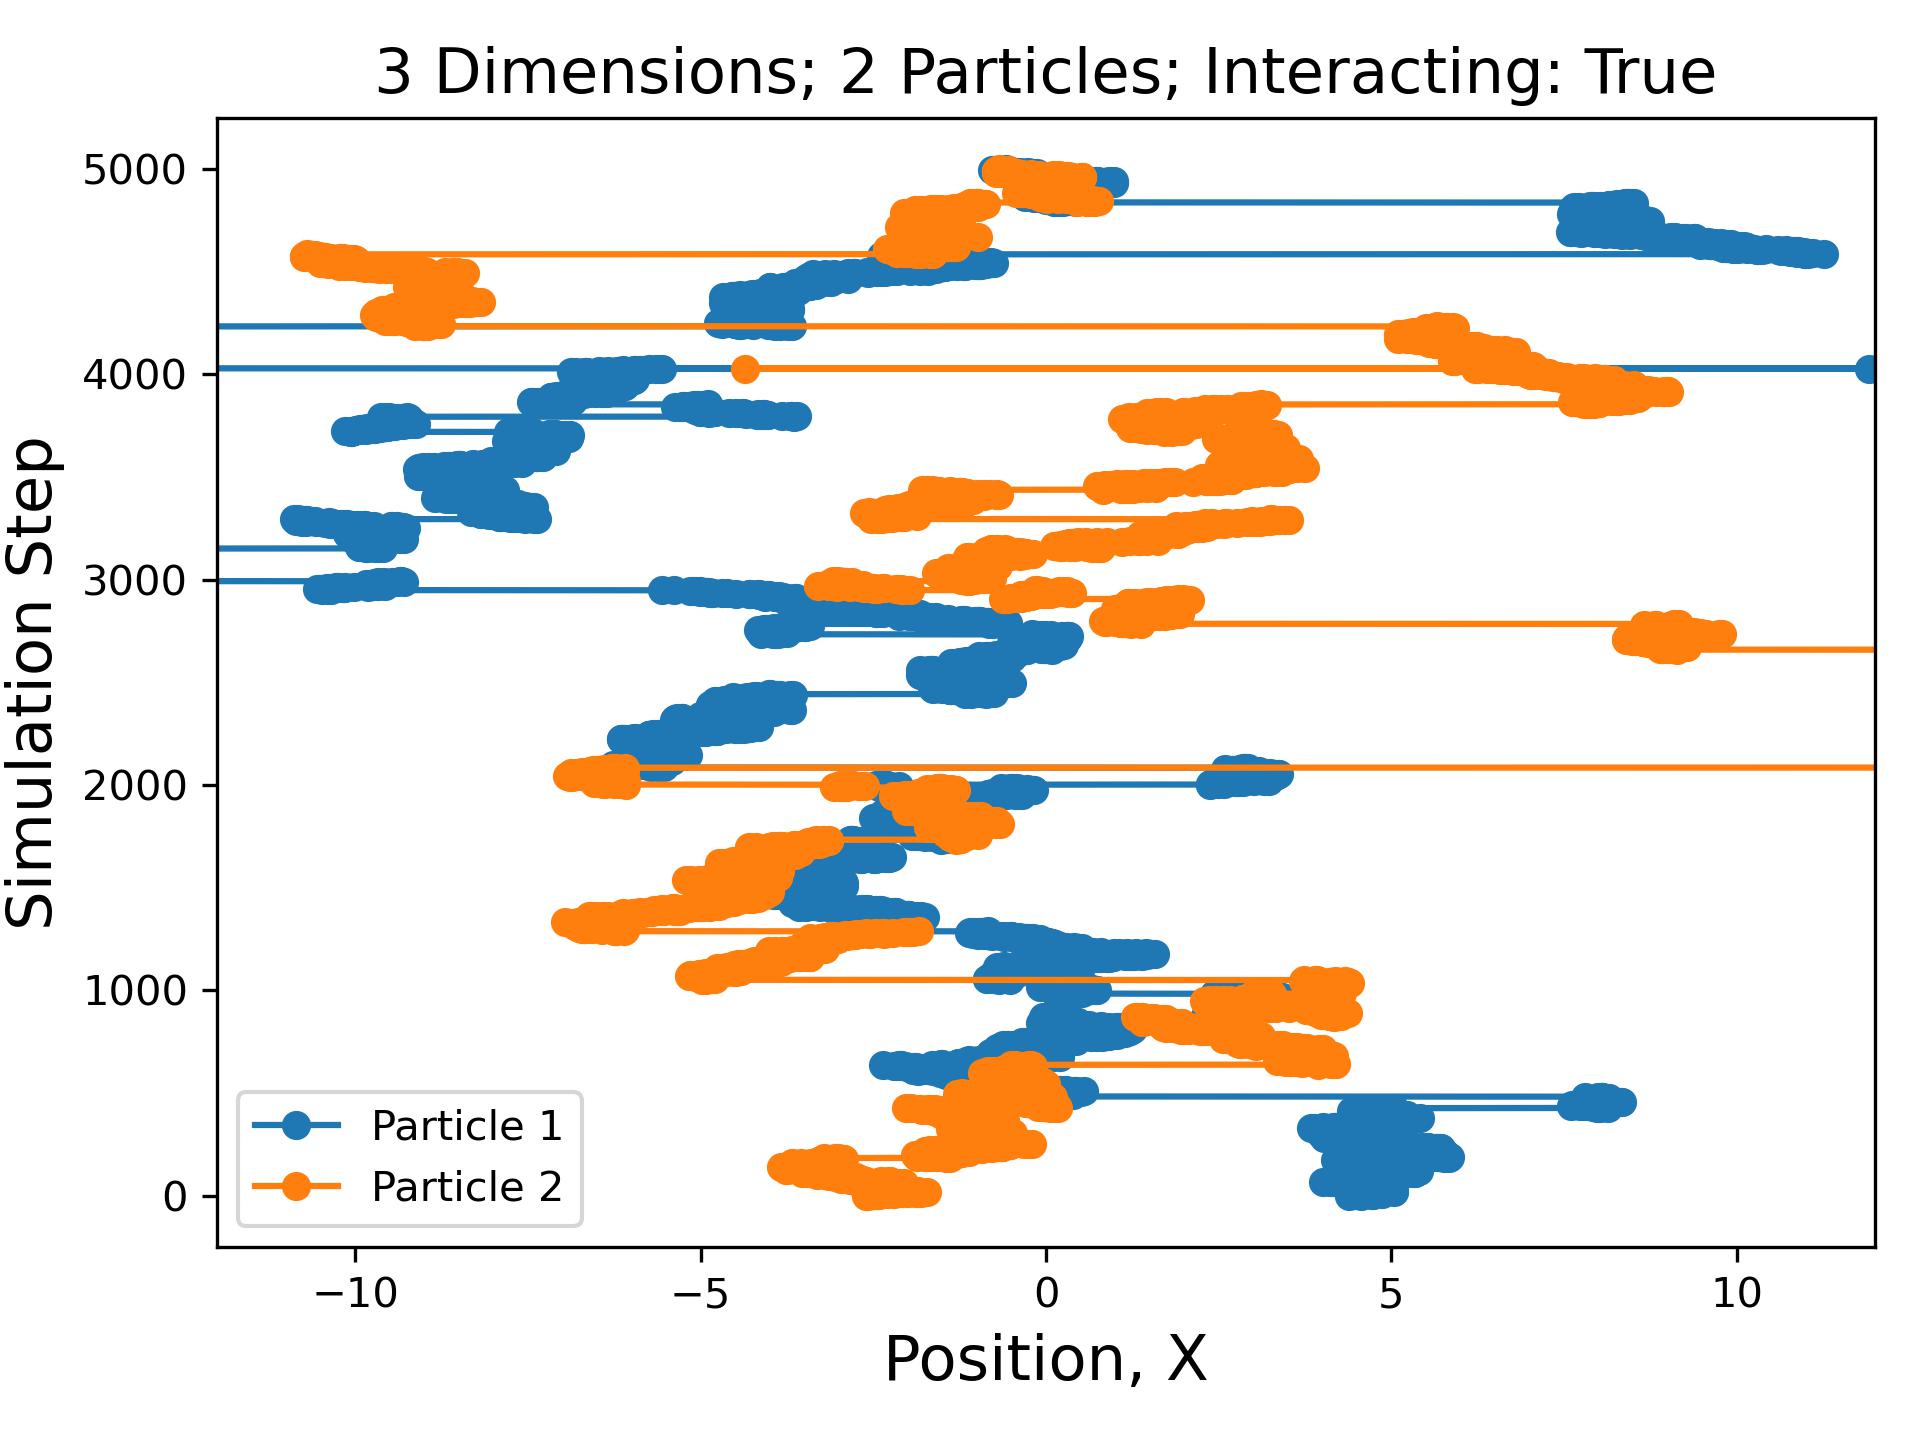 3 Dimensions; 2 Particles; Interacting: True
Simulation Step
5000
4000
3000
2000
1000
0
Particle 1
Particle 2
−10
−5
0
5
10
Position, X